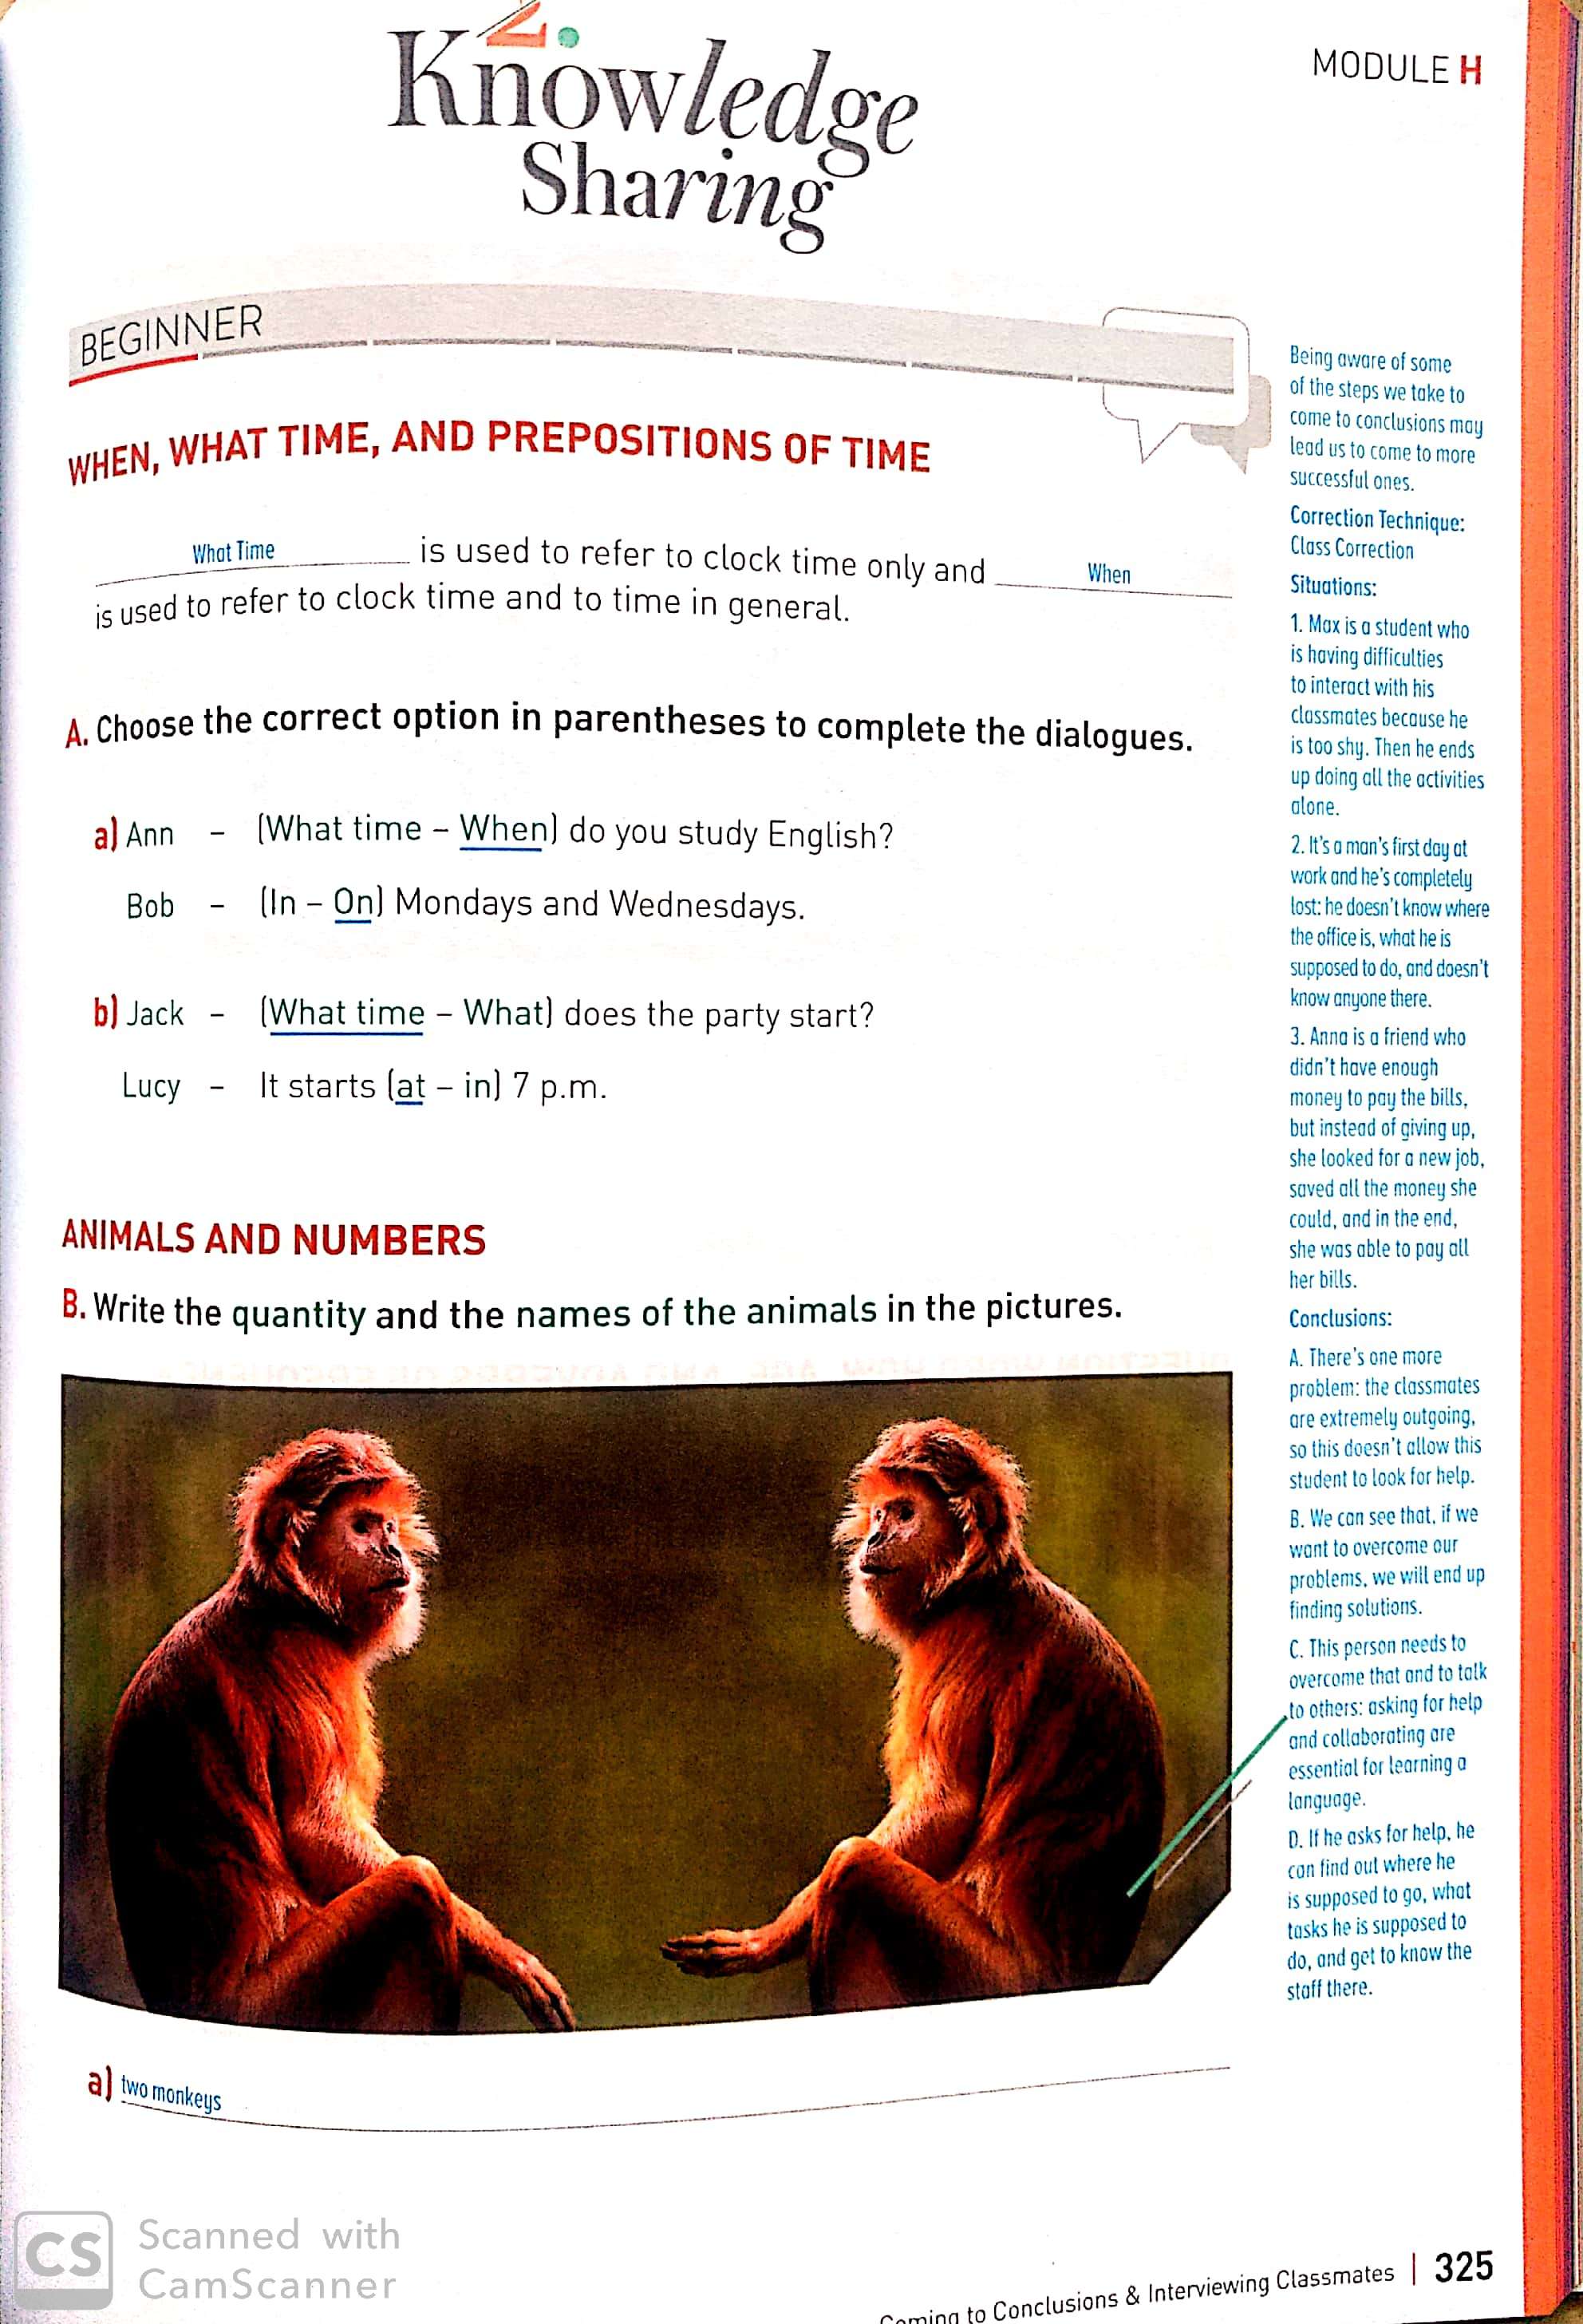 2.
Knowledge
Sharing
MODULE H
BEGINNER
WHEN, WHAT TIME, AND PREPOSITIONS OF TIME
What Time is used to refer to clock time only and When
is used to refer to clock time and to time in general.
A. Choose the correct option in parentheses to complete the dialogues.
a) Ann - (What time - When) do you study English?
Bob - (In - On) Mondays and Wednesdays.
b) Jack - (What time - What) does the party start?
Lucy - It starts (at - in) 7 p.m.
ANIMALS AND NUMBERS
B. Write the quantity and the names of the animals in the pictures.
a) two monkeys
Being aware of some
of the steps we take to
come to conclusions may
lead us to come to more
successful ones.
Correction Technique:
Class Correction
Situations:
1. Max is a student who
is having difficulties
to interact with his
classmates because he
is too shy. Then he ends
up doing all the activities
alone.
2. It's a man's first day at
work and he's completely
lost: he doesn't know where
the office is, what he is
supposed to do, and doesn't
know anyone there.
3. Anna is a friend who
didn't have enough
money to pay the bills,
but instead of giving up,
she looked for a new job,
saved all the money she
could, and in the end,
she was able to pay all
her bills.
Conclusions:
A. There's one more
problem: the classmates
are extremely outgoing,
so this doesn't allow this
student to look for help.
B. We can see that, if we
want to overcome our
problems, we will end up
finding solutions.
C. This person needs to
overcome that and to talk
to others: asking for help
and collaborating are
essential for learning a
language.
D. If he asks for help, he
can find out where he
is supposed to go, what
tasks he is supposed to
do, and get to know the
staff there.
CS Scanned with
CamScanner
Coming to Conclusions & Interviewing Classmates | 325